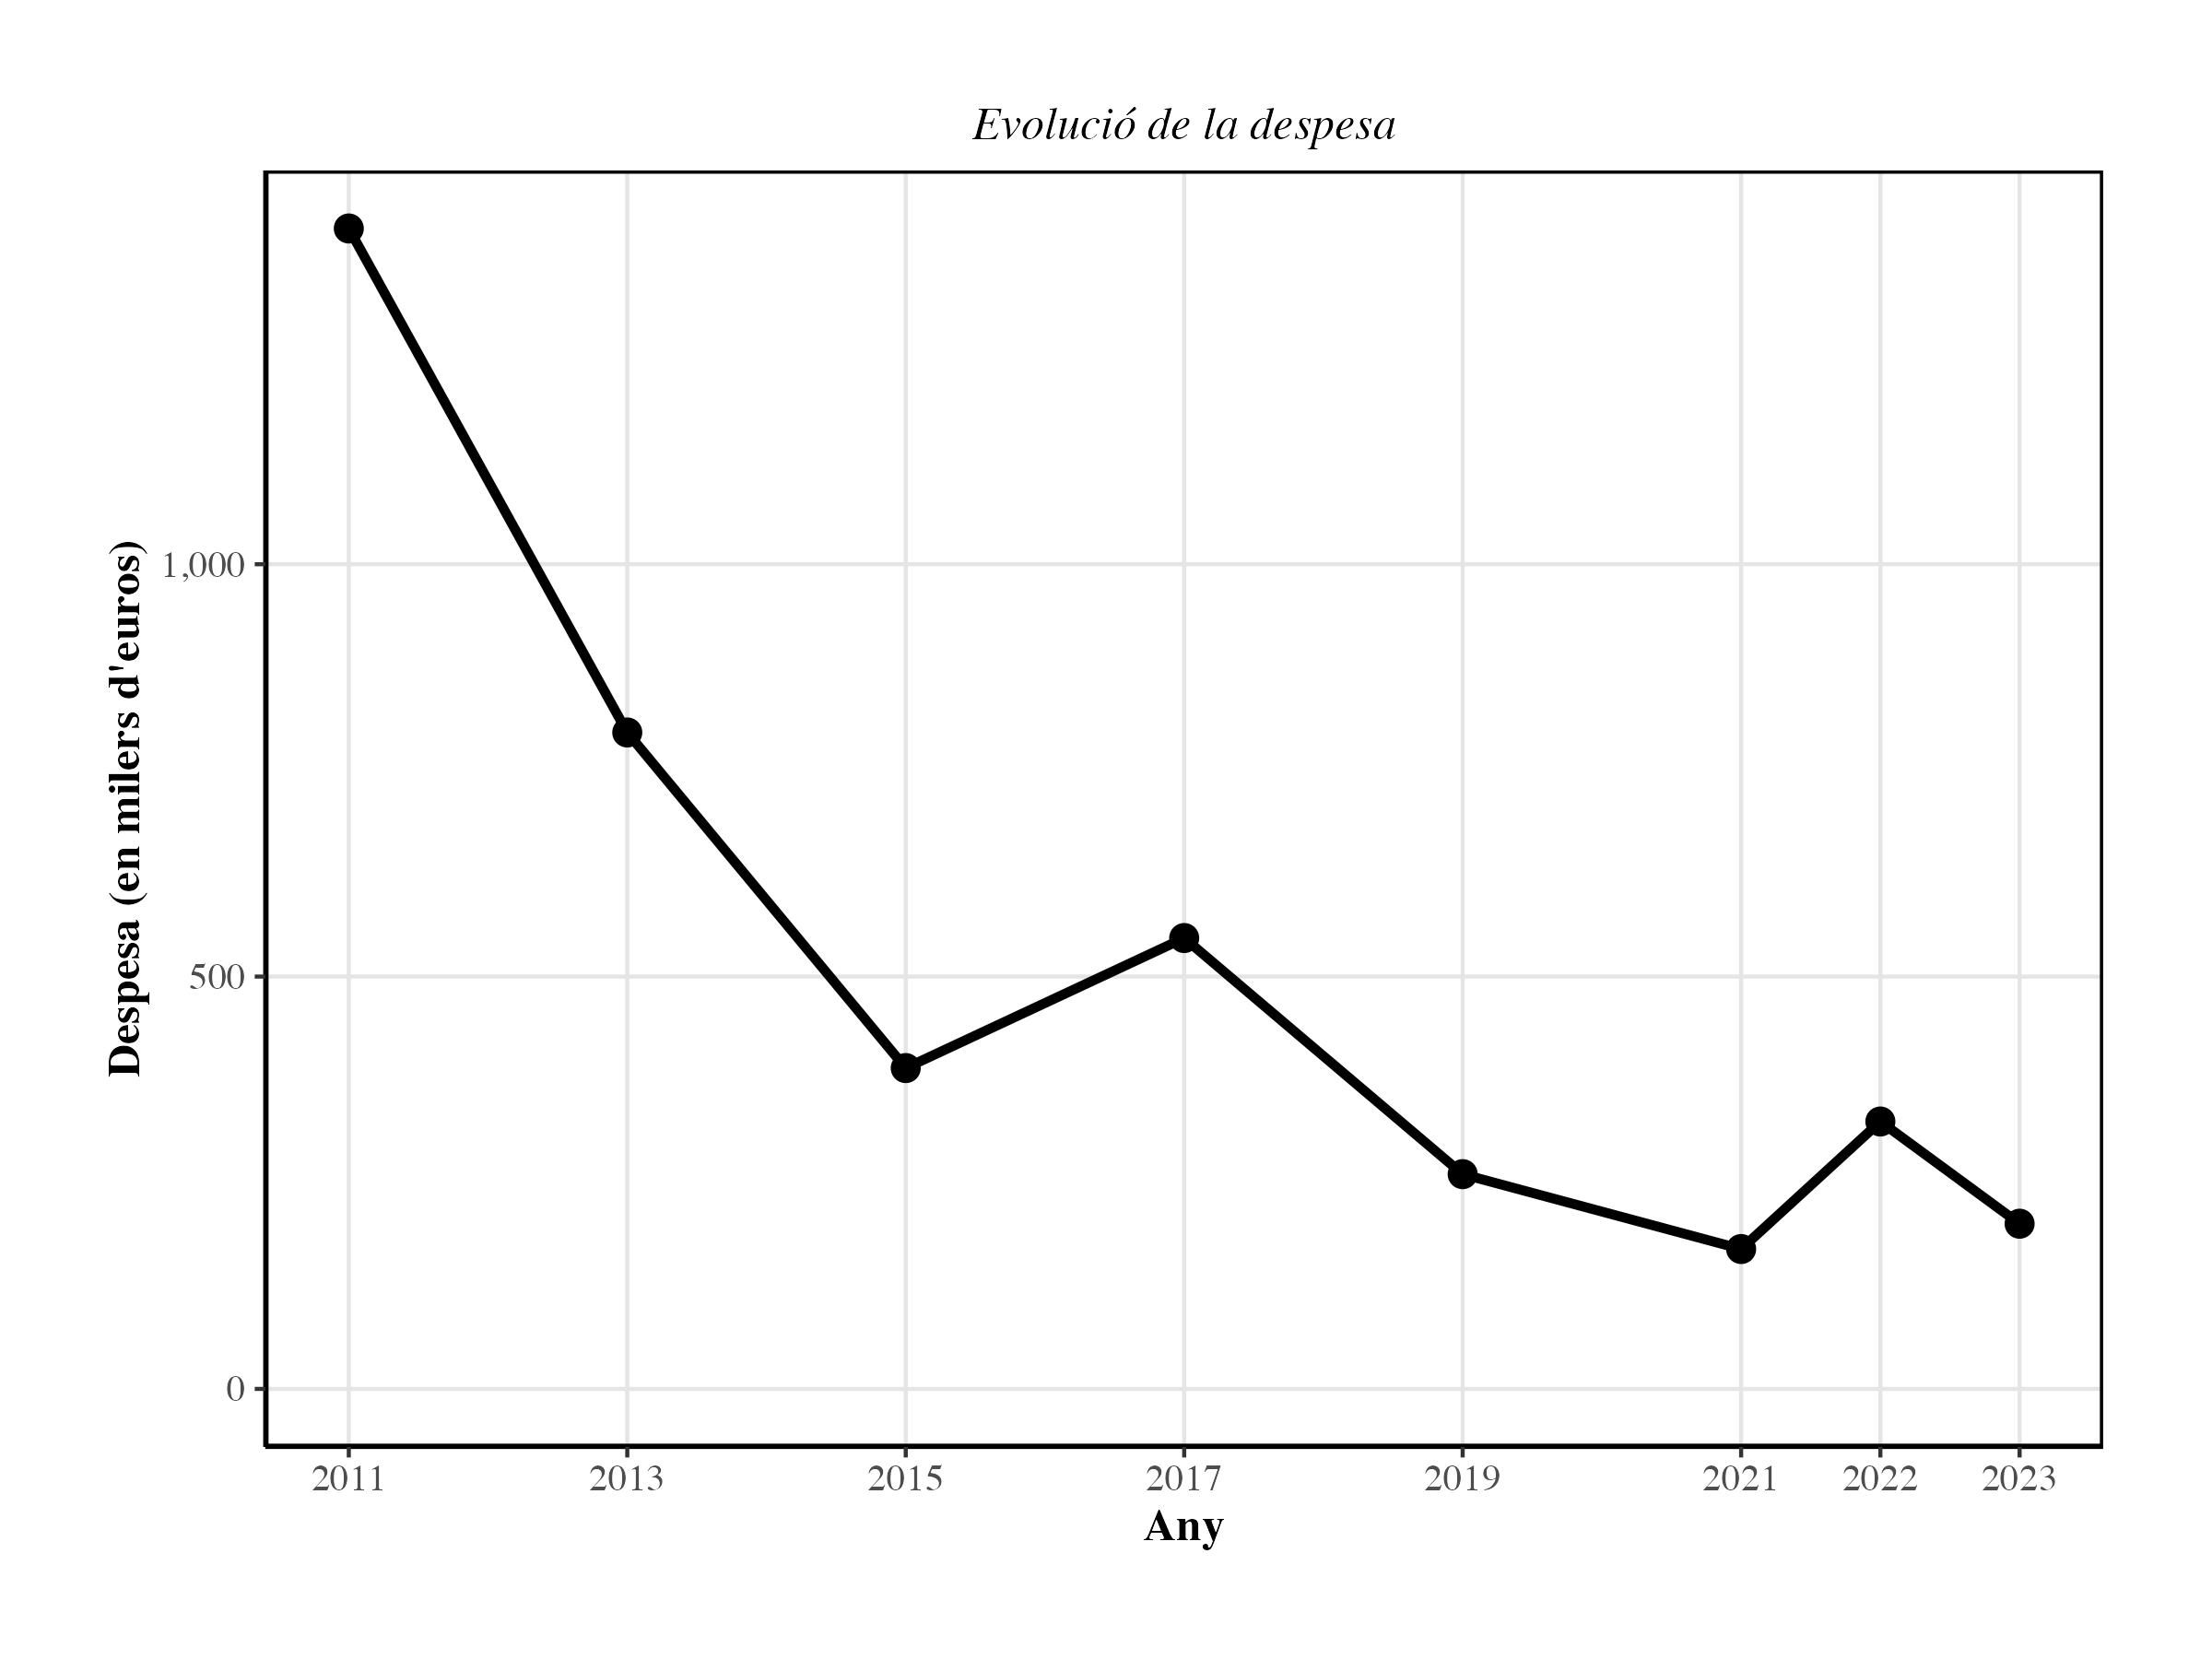 Evolució de la despesa
Despesa (en milers d'euros)
1,000
500
0
2011 2013 2015 2017 2019 2021 2022 2023
Any